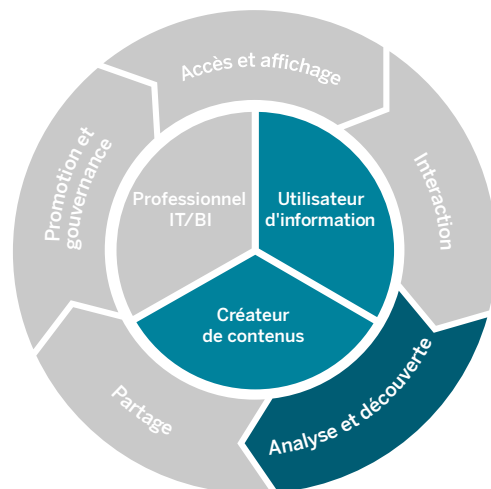 Accès et affichage
Interaction
Analyse et découverte
Partage
Promotion et
gouvernance
Professionnel
IT/BI
Utilisateur
d'information
Créateur
de contenus